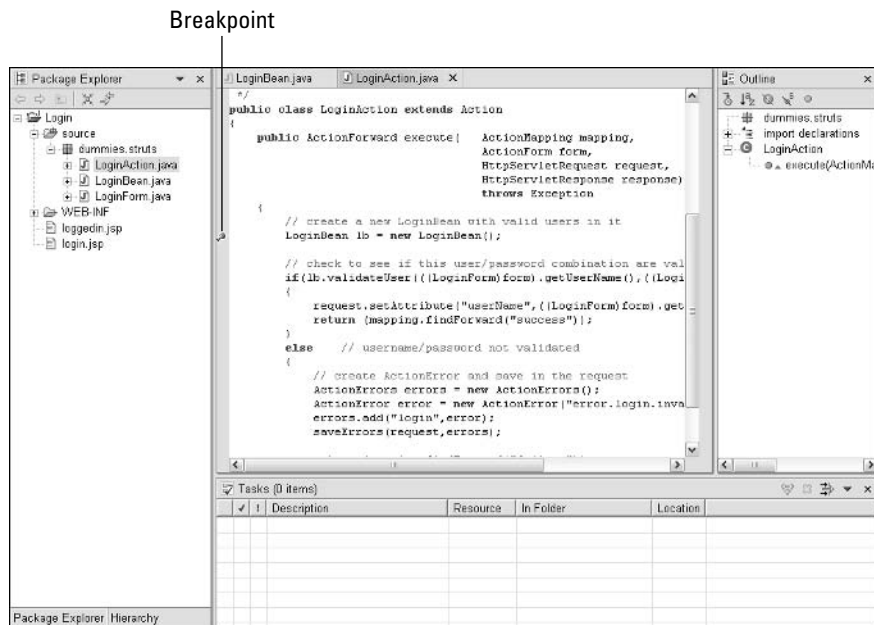 Breakpoint
Package Explorer
Login
source
dummies.struts
LoginAction.java
LoginBean.java
LoginForm.java
WEB-INF
loggedin.jsp
login.jsp
Package Explorer Hierarchy
LoginBean.java LoginAction.java
*/
public class LoginAction extends Action
{
public ActionForward execute( ActionMapping mapping,
ActionForm form,
HttpServletRequest request,
HttpServletResponse response)
throws Exception
{
// create a new LoginBean with valid users in it
LoginBean lb = new LoginBean();
// check to see if this user/password combination are val
if(lb.validateUser(((LoginForm)form).getUserName(),((Logi
{
request.setAttribute("userName",((LoginForm)form).get
return (mapping.findForward("success"));
}
else // username/password not validated
{
// create ActionError and save in the request
ActionErrors errors = new ActionErrors();
ActionError error = new ActionError("error.login.inva
errors.add("login",error);
saveErrors(request,errors);
Outline
dummies.struts
import declarations
LoginAction
execute(ActionMa
Tasks (0 items)
! Description Resource In Folder Location